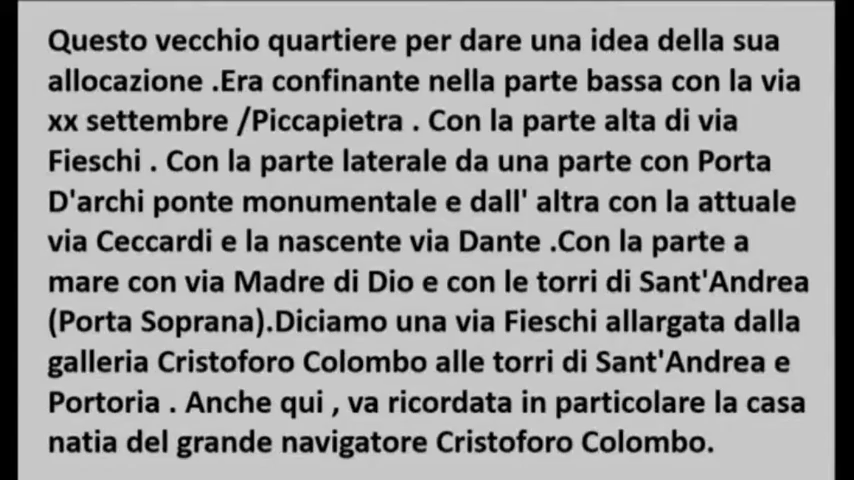 Questo vecchio quartiere per dare una idea della sua
allocazione .Era confinante nella parte bassa con la via
xx settembre /Piccapietra . Con la parte alta di via
Fieschi . Con la parte laterale da una parte con Porta
D'archi ponte monumentale e dall' altra con la attuale
via Ceccardi e la nascente via Dante .Con la parte a
mare con via Madre di Dio e con le torri di Sant'Andrea
(Porta Soprana).Diciamo una via Fieschi allargata dalla
galleria Cristoforo Colombo alle torri di Sant'Andrea e
Portoria . Anche qui , va ricordata in particolare la casa
natia del grande navigatore Cristoforo Colombo.